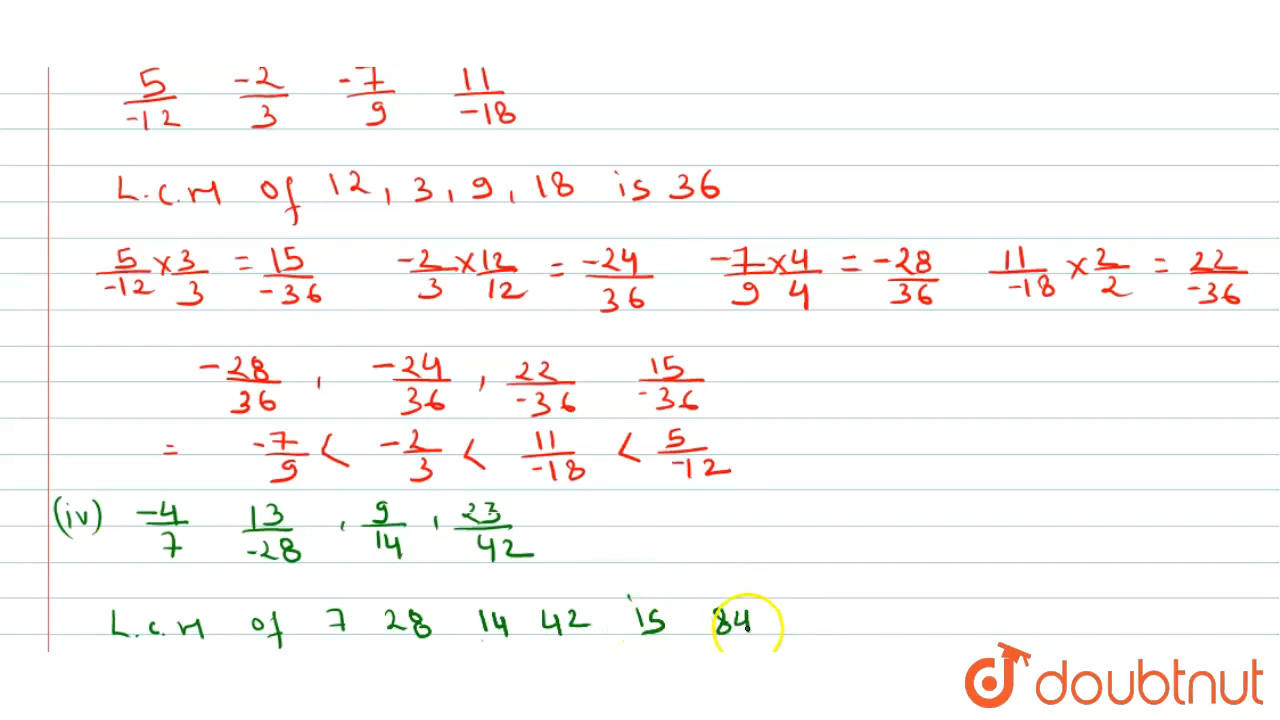 5/-12 -2/3 -7/9 11/-18
L.C.M of 12, 3, 9, 18 is 36
5/-12 × 3/3 = 15/-36 -2/3 × 12/12 = -24/36 -7/9 × 4/4 = -28/36 11/-18 × 2/2 = 22/-36
-28/36 , -24/36 , 22/-36 15/-36
= -7/9 < -2/3 < 11/-18 < 5/-12
(iv) -4/7 13/-28 , 9/14 , 23/42
L.C.M of 7 28 14 42 is 84
doubtnut